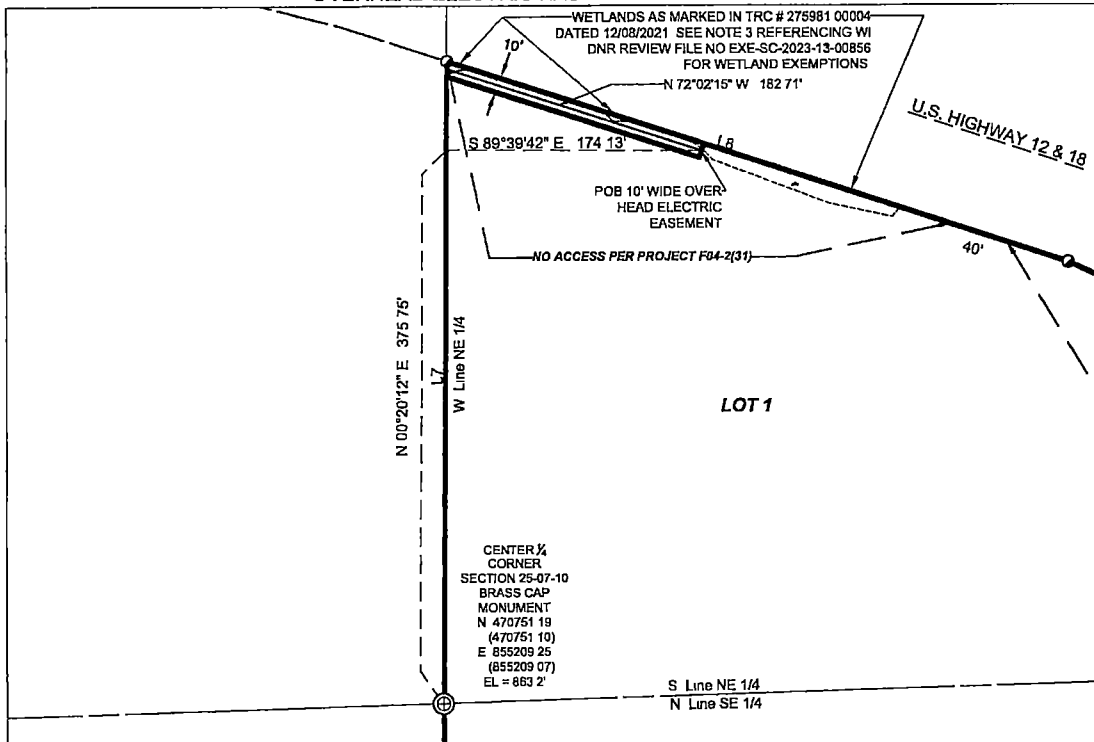 WETLANDS AS MARKED IN TRC # 275981 00004
DATED 12/08/2021 SEE NOTE 3 REFERENCING WI
DNR REVIEW FILE NO EXE-SC-2023-13-00856
FOR WETLAND EXEMPTIONS
10'
N 72°02'15" W 182 71'
U.S. HIGHWAY 12 & 18
L8
S 89°39'42" E 174 13'
POB 10' WIDE OVER-
HEAD ELECTRIC
EASEMENT
NO ACCESS PER PROJECT F04-2(31)
40'
N 00°20'12" E 375 75'
L7
W Line NE 1/4
LOT 1
CENTER ¼
CORNER
SECTION 25-07-10
BRASS CAP
MONUMENT
N 470751 19
(470751 10)
E 855209 25
(855209 07)
EL = 863 2'
S Line NE 1/4
N Line SE 1/4